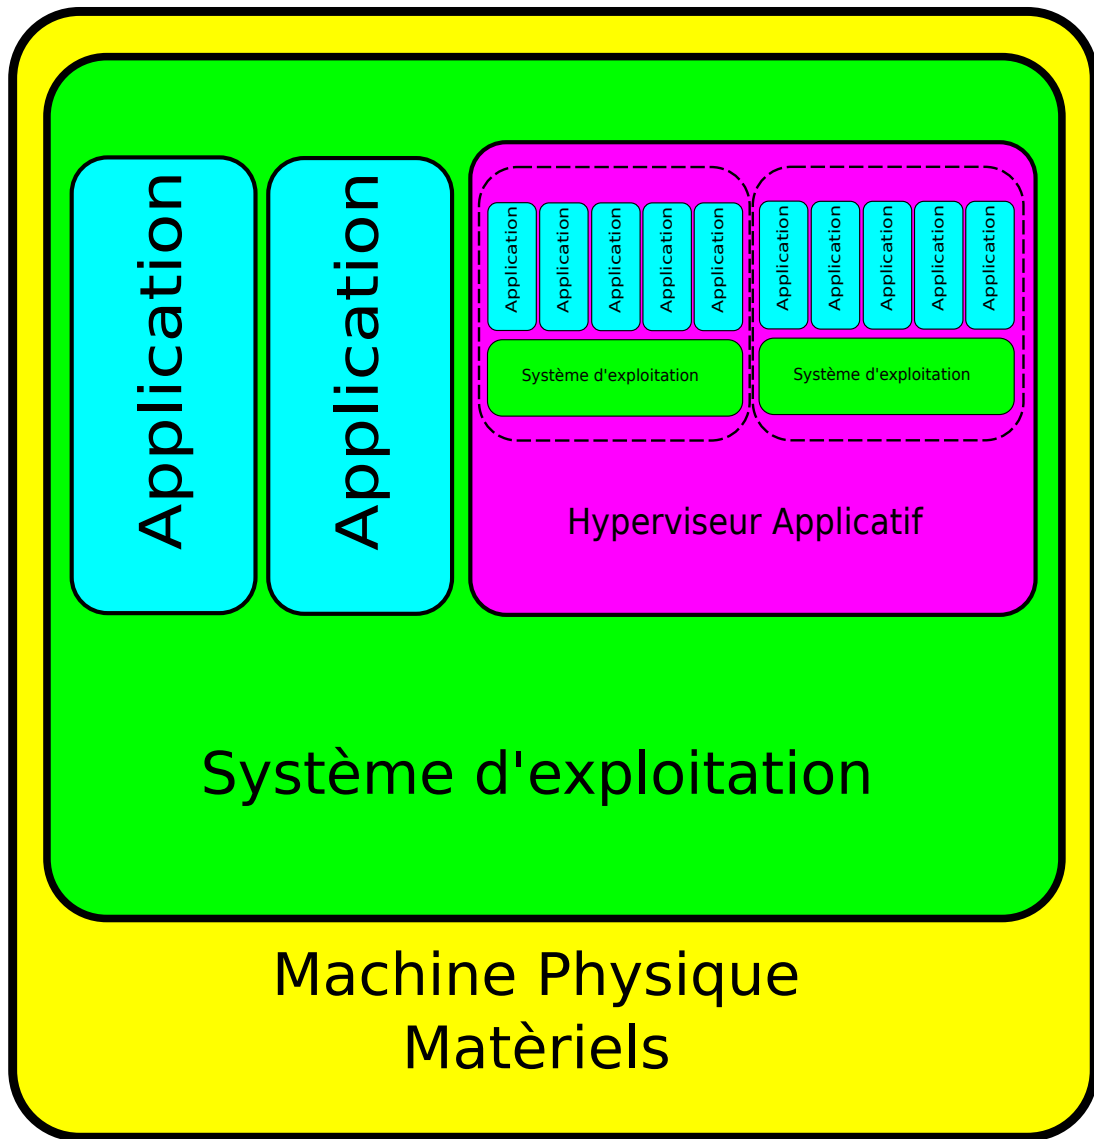 Application
Application
Application
Application
Application
Application
Application
Application
Application
Application
Application
Application
Système d'exploitation
Système d'exploitation
Hyperviseur Applicatif
Système d'exploitation
Machine Physique
Matèriels